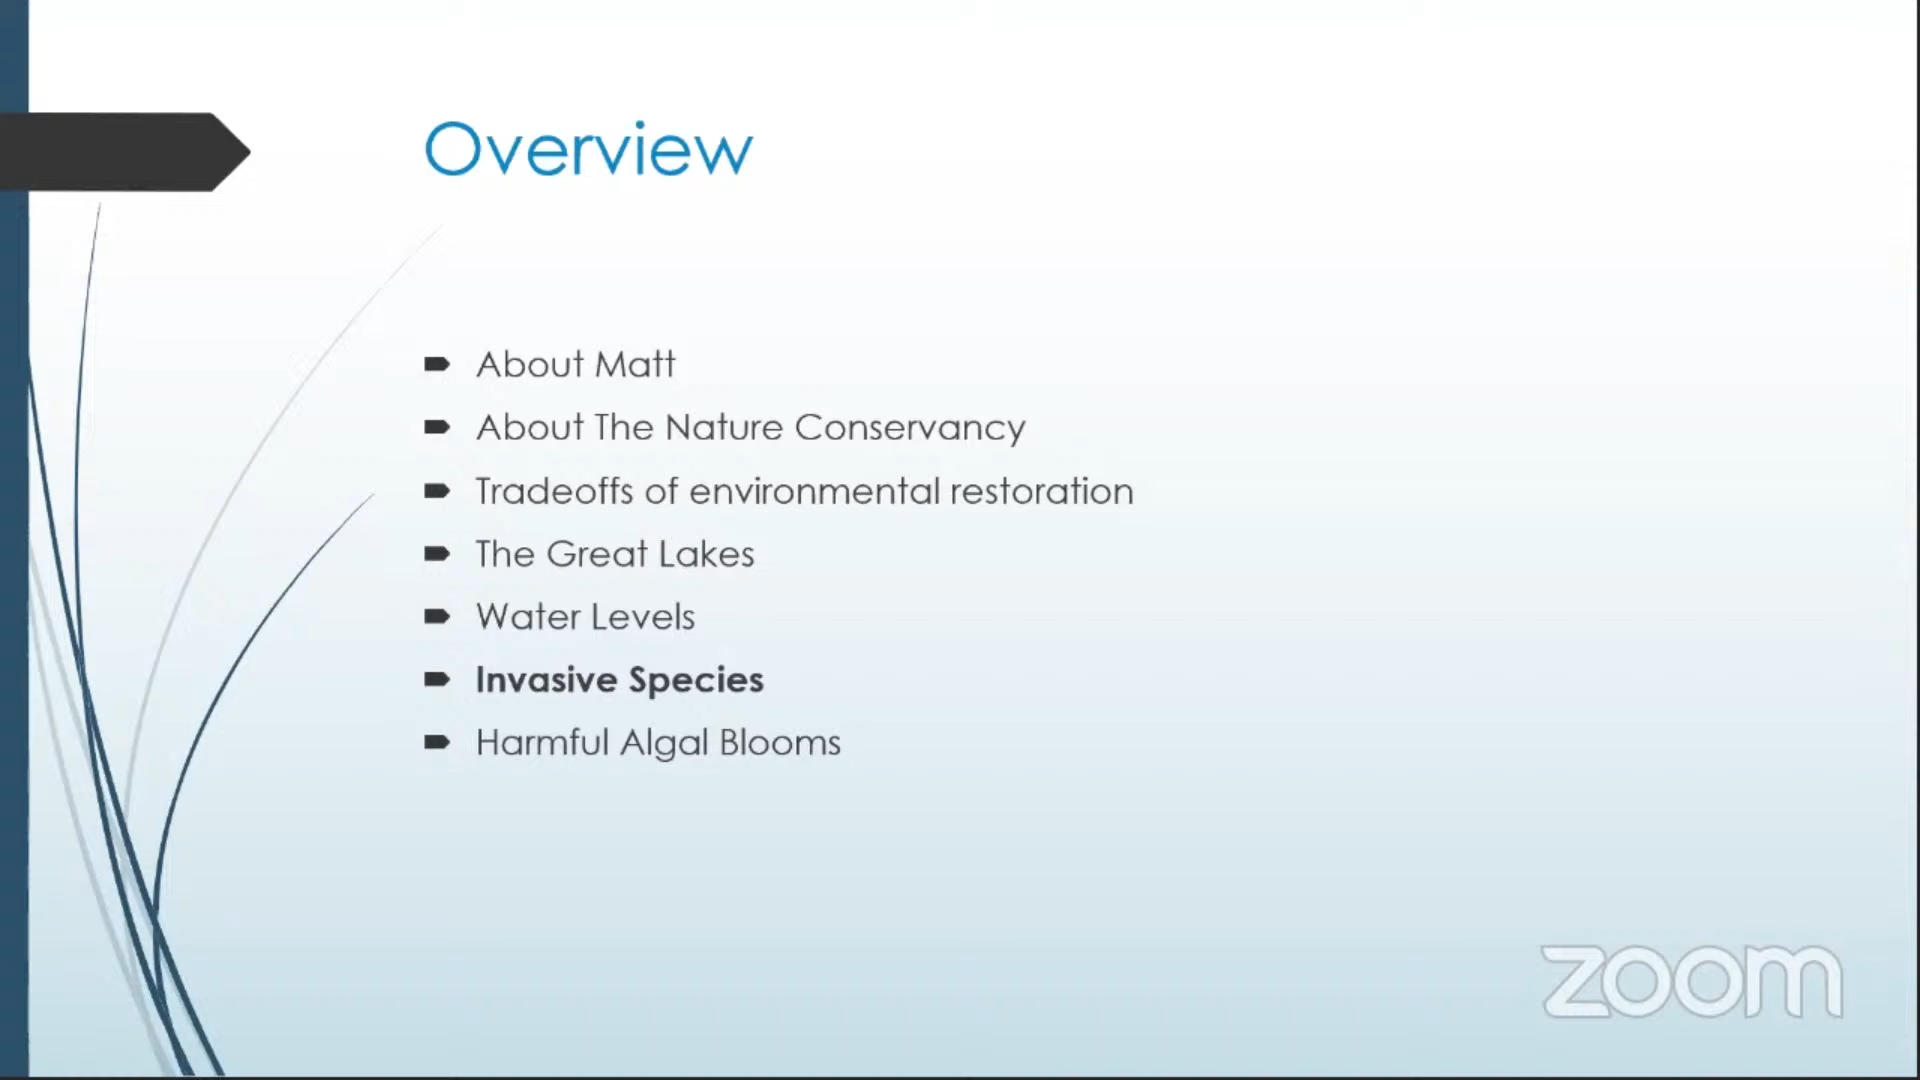 Overview
About Matt
About The Nature Conservancy
Tradeoffs of environmental restoration
The Great Lakes
Water Levels
Invasive Species
Harmful Algal Blooms
zoom